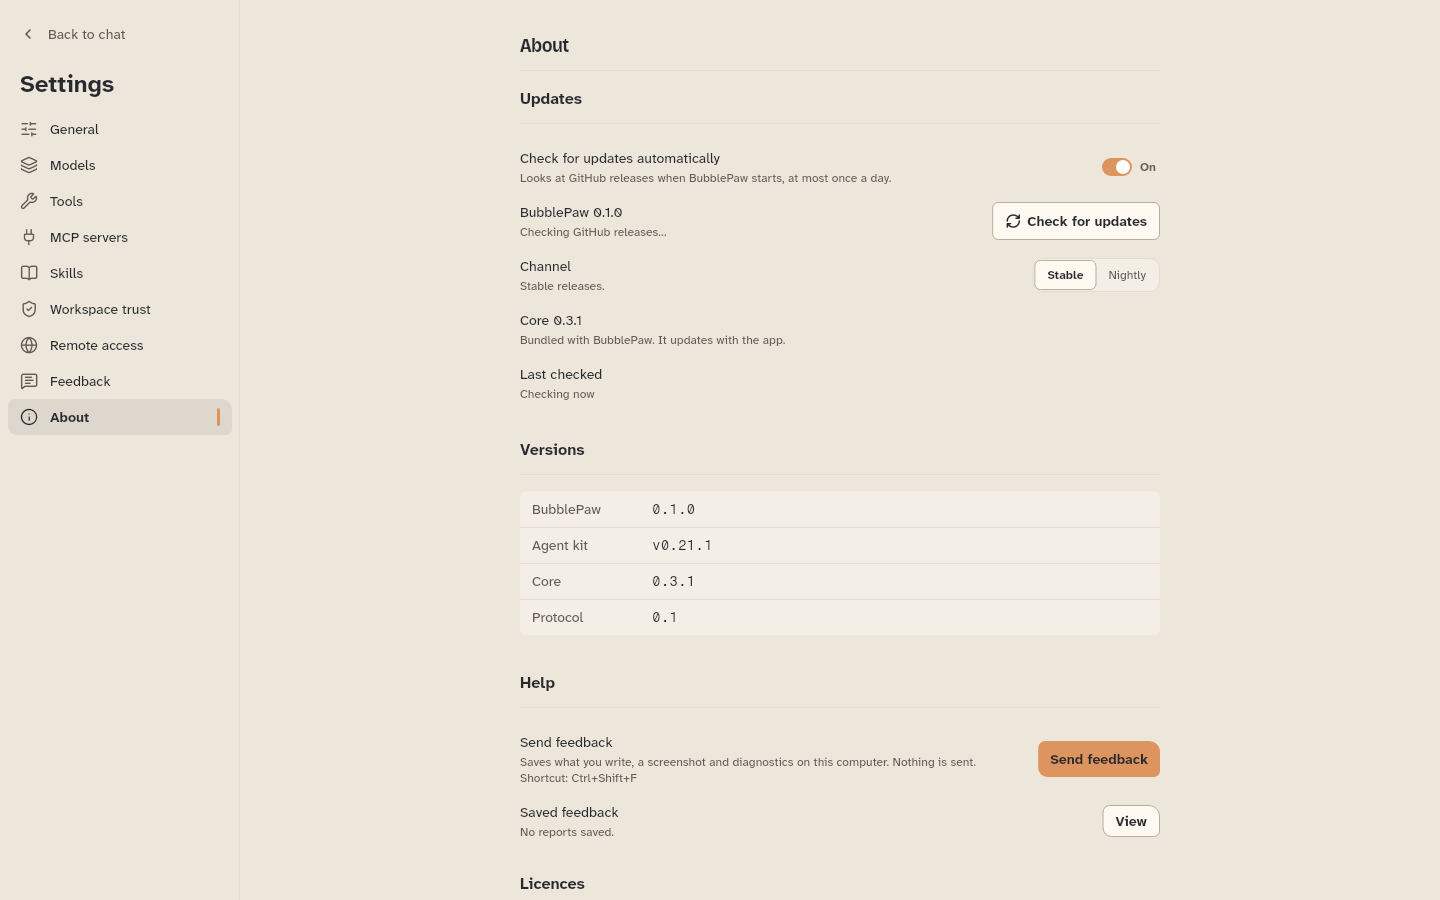 Back to chat
Settings
General
Models
Tools
MCP servers
Skills
Workspace trust
Remote access
Feedback
About
About
Updates
Check for updates automatically
Looks at GitHub releases when BubblePaw starts, at most once a day.
On
BubblePaw 0.1.0
Checking GitHub releases…
Check for updates
Channel
Stable releases.
Stable
Nightly
Core 0.3.1
Bundled with BubblePaw. It updates with the app.
Last checked
Checking now
Versions
BubblePaw 0.1.0
Agent kit v0.21.1
Core 0.3.1
Protocol 0.1
Help
Send feedback
Saves what you write, a screenshot and diagnostics on this computer. Nothing is sent.
Shortcut: Ctrl+Shift+F
Send feedback
Saved feedback
No reports saved.
View
Licences